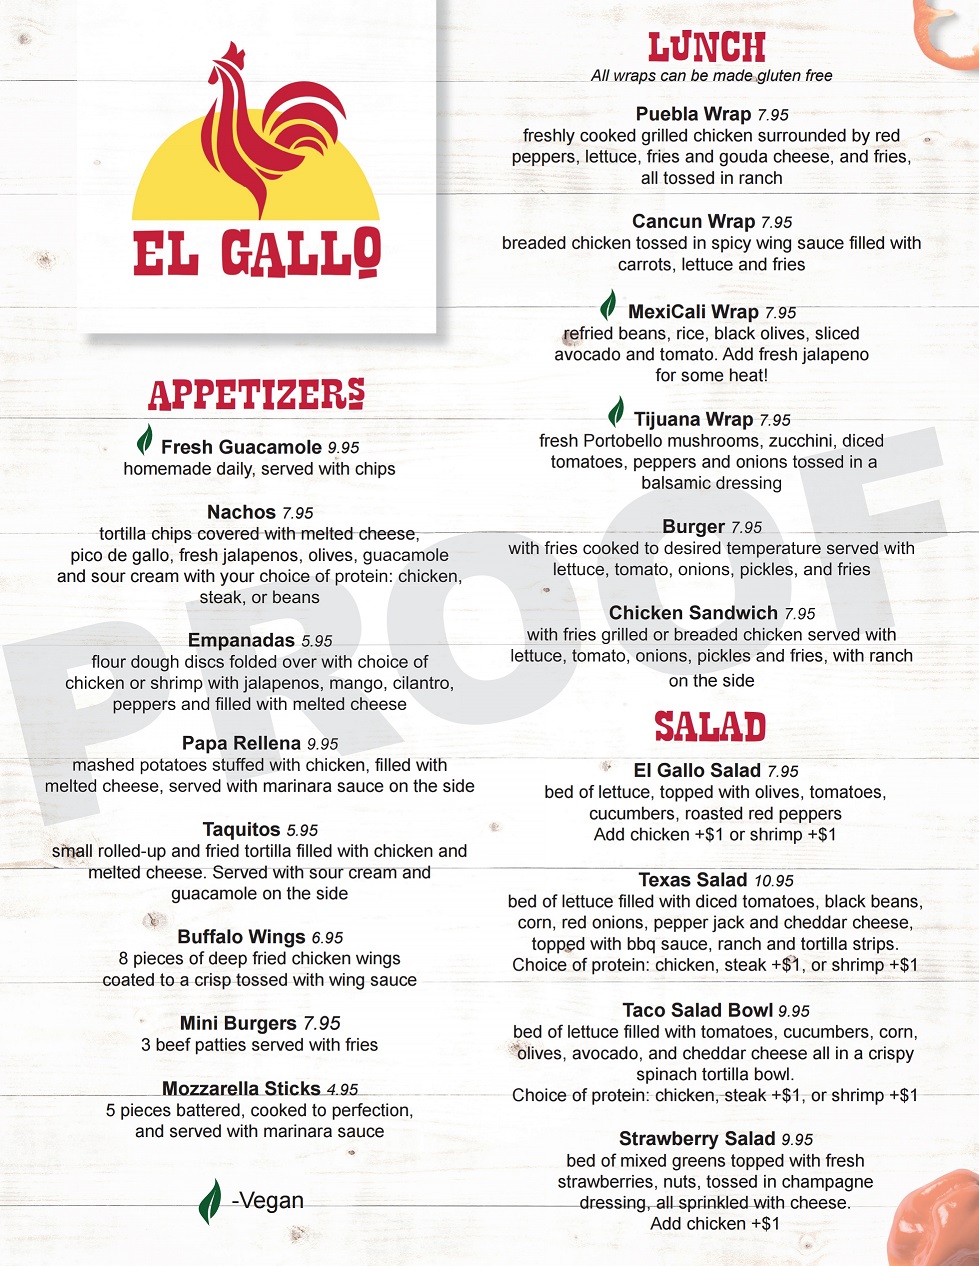 EL GALLO
APPETIZERS
Fresh Guacamole 9.95
homemade daily, served with chips
Nachos 7.95
tortilla chips covered with melted cheese,
pico de gallo, fresh jalapenos, olives, guacamole
and sour cream with your choice of protein: chicken,
steak, or beans
Empanadas 5.95
flour dough discs folded over with choice of
chicken or shrimp with jalapenos, mango, cilantro,
peppers and filled with melted cheese
Papa Rellena 9.95
mashed potatoes stuffed with chicken, filled with
melted cheese, served with marinara sauce on the side
Taquitos 5.95
small rolled-up and fried tortilla filled with chicken and
melted cheese. Served with sour cream and
guacamole on the side
Buffalo Wings 6.95
8 pieces of deep fried chicken wings
coated to a crisp tossed with wing sauce
Mini Burgers 7.95
3 beef patties served with fries
Mozzarella Sticks 4.95
5 pieces battered, cooked to perfection,
and served with marinara sauce
-Vegan
LUNCH
All wraps can be made gluten free
Puebla Wrap 7.95
freshly cooked grilled chicken surrounded by red
peppers, lettuce, fries and gouda cheese, and fries,
all tossed in ranch
Cancun Wrap 7.95
breaded chicken tossed in spicy wing sauce filled with
carrots, lettuce and fries
MexiCali Wrap 7.95
refried beans, rice, black olives, sliced
avocado and tomato. Add fresh jalapeno
for some heat!
Tijuana Wrap 7.95
fresh Portobello mushrooms, zucchini, diced
tomatoes, peppers and onions tossed in a
balsamic dressing
Burger 7.95
with fries cooked to desired temperature served with
lettuce, tomato, onions, pickles, and fries
Chicken Sandwich 7.95
with fries grilled or breaded chicken served with
lettuce, tomato, onions, pickles and fries, with ranch
on the side
SALAD
El Gallo Salad 7.95
bed of lettuce, topped with olives, tomatoes,
cucumbers, roasted red peppers
Add chicken +$1 or shrimp +$1
Texas Salad 10.95
bed of lettuce filled with diced tomatoes, black beans,
corn, red onions, pepper jack and cheddar cheese,
topped with bbq sauce, ranch and tortilla strips.
Choice of protein: chicken, steak +$1, or shrimp +$1
Taco Salad Bowl 9.95
bed of lettuce filled with tomatoes, cucumbers, corn,
olives, avocado, and cheddar cheese all in a crispy
spinach tortilla bowl.
Choice of protein: chicken, steak +$1, or shrimp +$1
Strawberry Salad 9.95
bed of mixed greens topped with fresh
strawberries, nuts, tossed in champagne
dressing, all sprinkled with cheese.
Add chicken +$1
PROOF